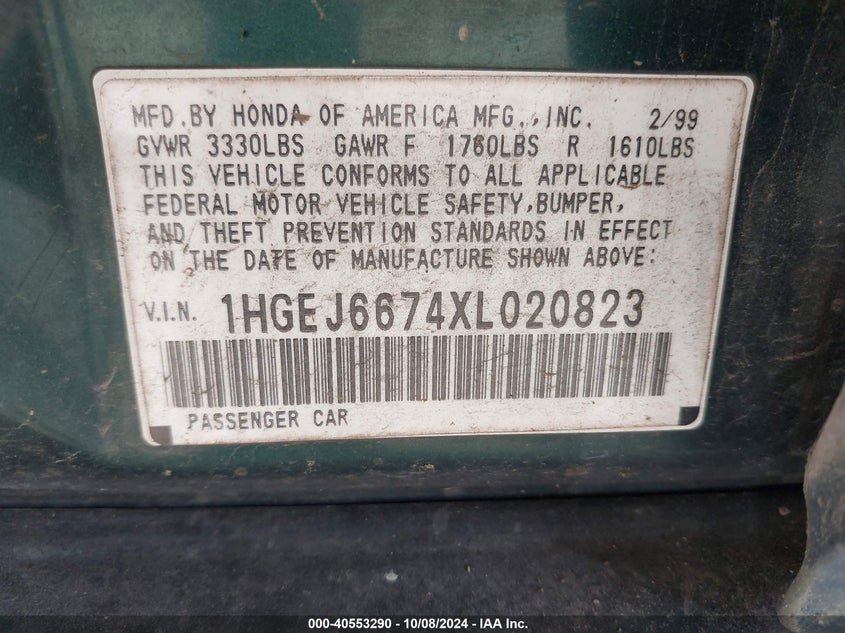 MFD.BY HONDA OF AMERICA MFG.,INC. 2/99
GVWR 3330LBS GAWR F 1760LBS R 1610LBS
THIS VEHICLE CONFORMS TO ALL APPLICABLE
FEDERAL MOTOR VEHICLE SAFETY,BUMPER,
AND THEFT PREVENTION STANDARDS IN EFFECT
ON THE DATE OF MANUFACTURE SHOWN ABOVE:
V.I.N. 1HGEJ6674XL020823
PASSENGER CAR
000-40553290 - 10/08/2024 - IAA Inc.